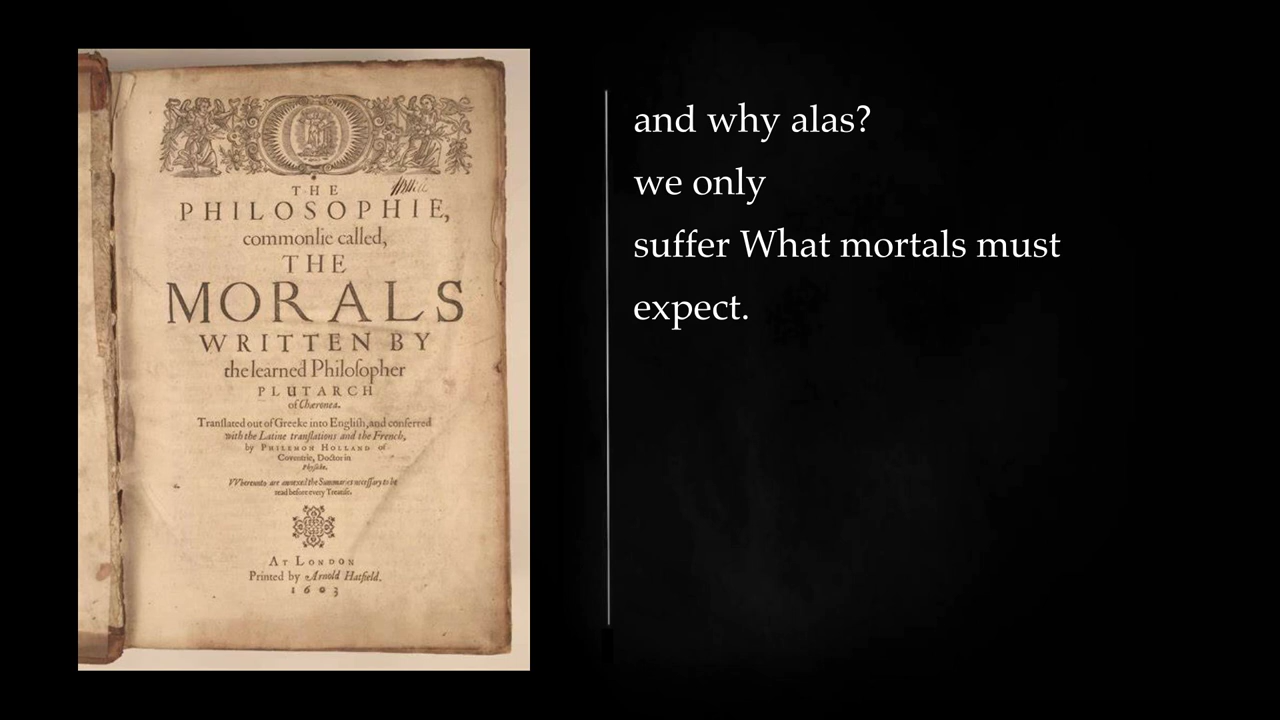 THE
PHILOSOPHIE,
commonlie called,
THE
MORALS
WRITTEN BY
the learned Philoſopher
PLUTARCH
of Chæronea.
Tranſlated out of Greeke into Engliſh, and conferred
with the Latine tranſlations and the French,
by PHILEMON HOLLAND of
Coventrie, Doctor in
Phyſicke.
VVhereunto are annexed the Summaries neceſſary to be
read before every Treatiſe.
AT LONDON
Printed by Arnold Hatfield.
1603
and why alas?
we only
suffer What mortals must
expect.